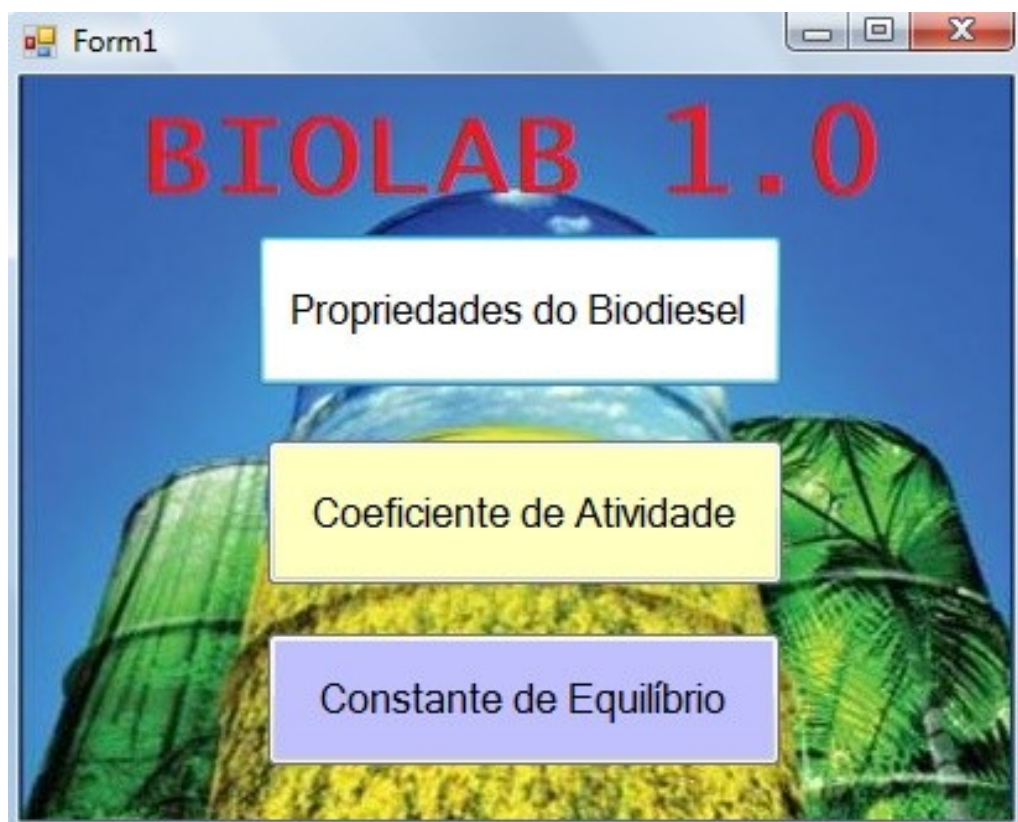 Form1
BIOLAB 1.0
Propriedades do Biodiesel
Coeficiente de Atividade
Constante de Equilíbrio